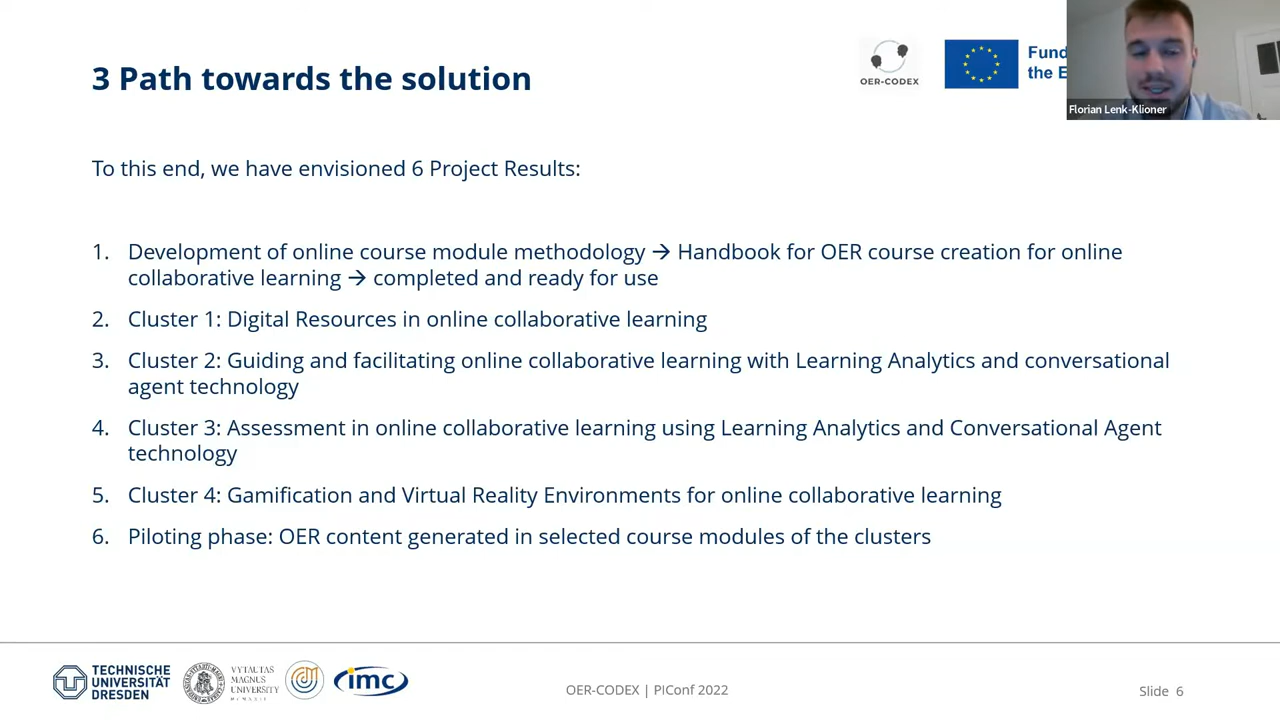 3 Path towards the solution
OER-CODEX
Fund
the E
Florian Lenk-Klioner
To this end, we have envisioned 6 Project Results:
1. Development of online course module methodology → Handbook for OER course creation for online
collaborative learning → completed and ready for use
2. Cluster 1: Digital Resources in online collaborative learning
3. Cluster 2: Guiding and facilitating online collaborative learning with Learning Analytics and conversational
agent technology
4. Cluster 3: Assessment in online collaborative learning using Learning Analytics and Conversational Agent
technology
5. Cluster 4: Gamification and Virtual Reality Environments for online collaborative learning
6. Piloting phase: OER content generated in selected course modules of the clusters
TECHNISCHE
UNIVERSITÄT
DRESDEN
VYTAUTAS
MAGNUS
UNIVERSITY
imc
OER-CODEX | PIConf 2022
Slide 6